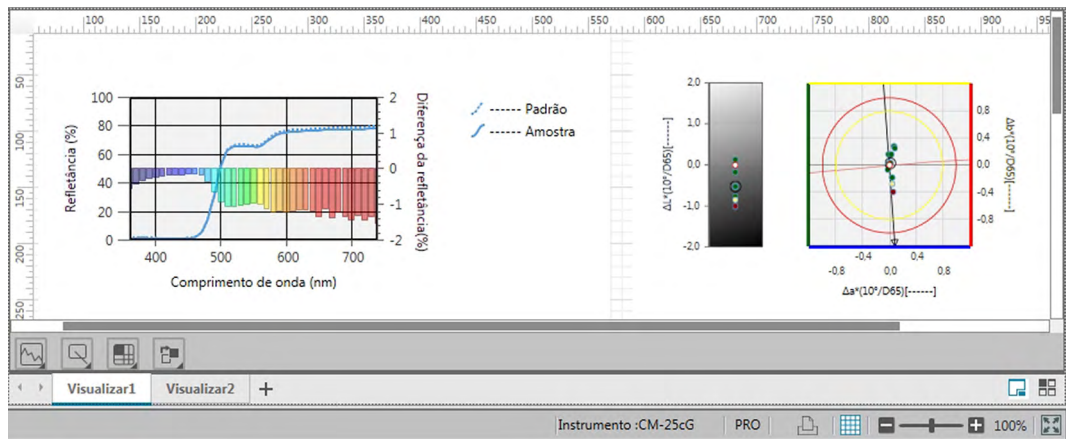 100 150 200 250 300 350 400 450 500 550 600 650 700 750 800 850 900 95
50
100
150
200
250
100
80
60
40
20
0
Refletância (%)
400 500 600 700
Comprimento de onda (nm)
2
1
0
-1
-2
Diferença da refletância(%)
------ Padrão
------ Amostra
2.0
1.0
0.0
-1.0
-2.0
ΔL*(10°/D65)[------]
0.8
0.4
0.0
-0.4
-0.8
Δb*(10°/D65)[------]
-0.4 0.4
-0.8 0.0 0.8
Δa*(10°/D65)[------]
Visualizar1 Visualizar2 +
Instrumento :CM-25cG PRO 100%